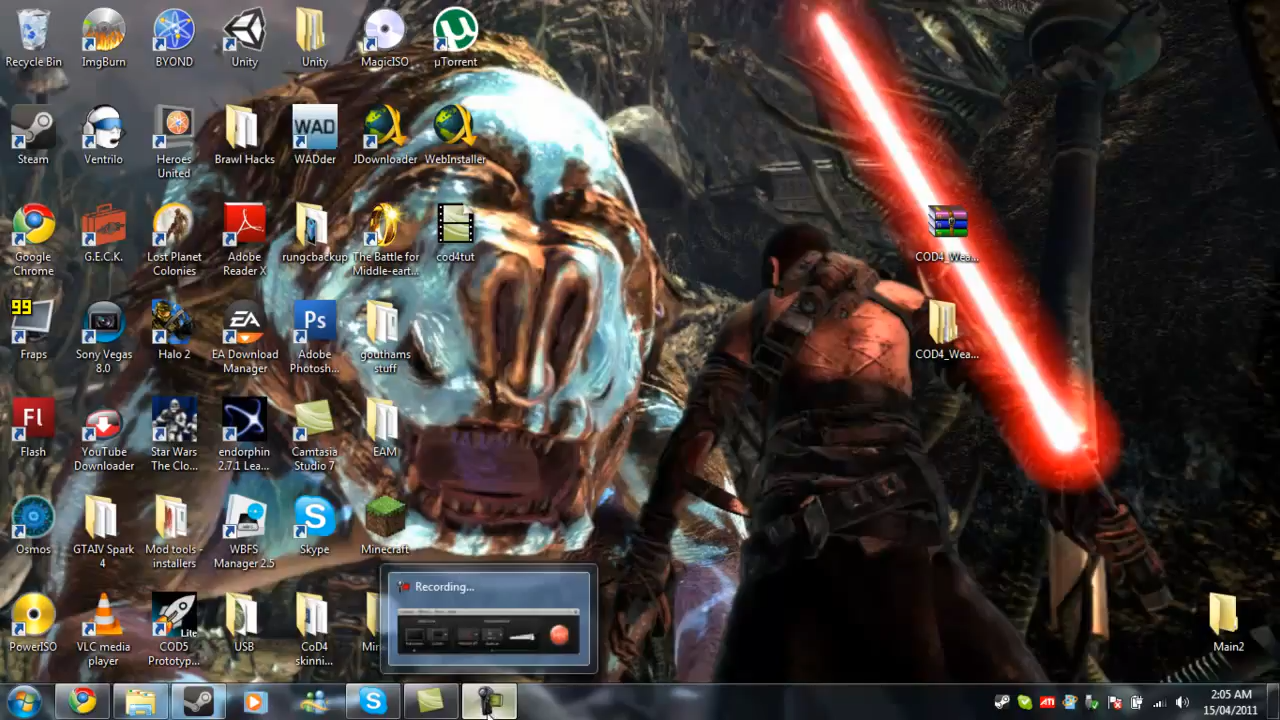 Recycle Bin
ImgBurn
BYOND
Unity
Unity
MagicISO
µTorrent
Steam
Ventrilo
Heroes
United
Brawl Hacks
WAD
WADder
JDownloader
WebInstaller
Google
Chrome
G.E.C.K.
Lost Planet
Colonies
Adobe
Reader X
rungcbackup
The Battle for
Middle-eart...
cod4tut
COD4_Wea...
99
Fraps
Sony Vegas
8.0
Halo 2
EA
EA Download
Manager
Ps
Adobe
Photosh...
gouthams
stuff
COD4_Wea...
Fl
Flash
YouTube
Downloader
Star Wars
The Clo...
endorphin
2.7.1 Lea...
Camtasia
Studio 7
EAM
Osmos
GTAIV Spark
4
Mod tools -
installers
WBFS
Manager 2.5
Skype
Minecraft
Recording...
PowerISO
VLC media
player
Lite
COD5
Prototyp...
USB
CoD4
skinni...
Main2
ATI
2:05 AM
15/04/2011